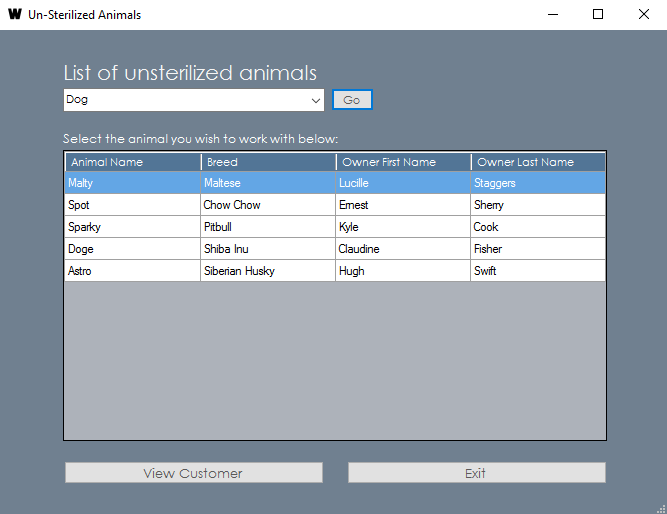 W Un-Sterilized Animals
List of unsterilized animals
Dog Go
Select the animal you wish to work with below:
Animal Name Breed Owner First Name Owner Last Name
Malty Maltese Lucille Staggers
Spot Chow Chow Ernest Sherry
Sparky Pitbull Kyle Cook
Doge Shiba Inu Claudine Fisher
Astro Siberian Husky Hugh Swift
View Customer Exit